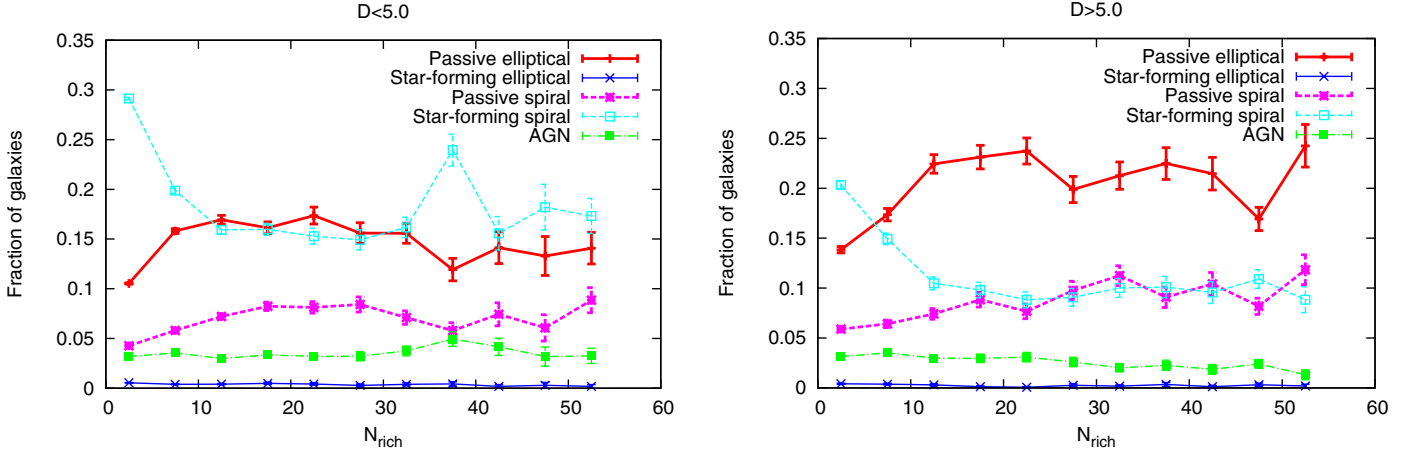 D<5.0
0.35
0.3
0.25
0.2
0.15
0.1
0.05
0
0 10 20 30 40 50 60
Fraction of galaxies
N_rich
Passive elliptical
Star-forming elliptical
Passive spiral
Star-forming spiral
AGN
D>5.0
0.35
0.3
0.25
0.2
0.15
0.1
0.05
0
0 10 20 30 40 50 60
Fraction of galaxies
N_rich
Passive elliptical
Star-forming elliptical
Passive spiral
Star-forming spiral
AGN